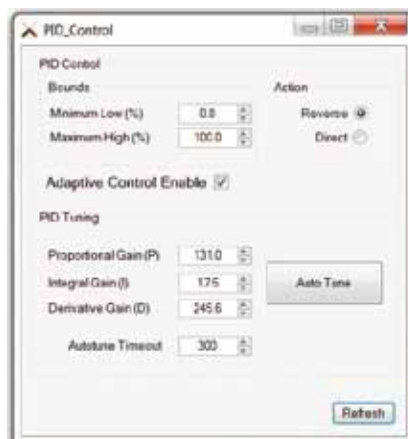 PID_Control
PID Control
Bounds
Action
Minimum Low (%) 0.0
Reverse
Maximum High (%) 100.0
Direct
Adaptive Control Enable
PID Tuning
Proportional Gain (P) 131.0
Integral Gain (I) 17.5
Auto Tune
Derivative Gain (D) 245.6
Autotune Timeout 300
Refresh